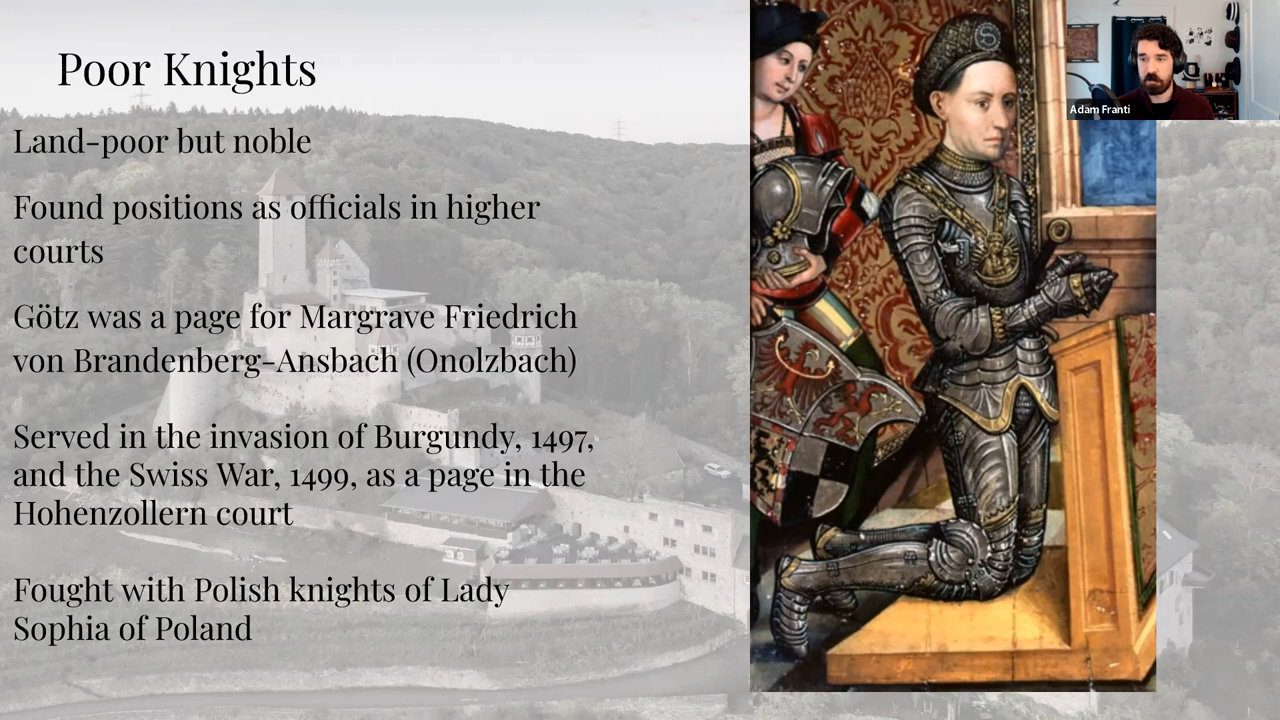 Poor Knights
Adam Franti
Land-poor but noble
Found positions as officials in higher
courts
Götz was a page for Margrave Friedrich
von Brandenberg-Ansbach (Onolzbach)
Served in the invasion of Burgundy, 1497,
and the Swiss War, 1499, as a page in the
Hohenzollern court
Fought with Polish knights of Lady
Sophia of Poland